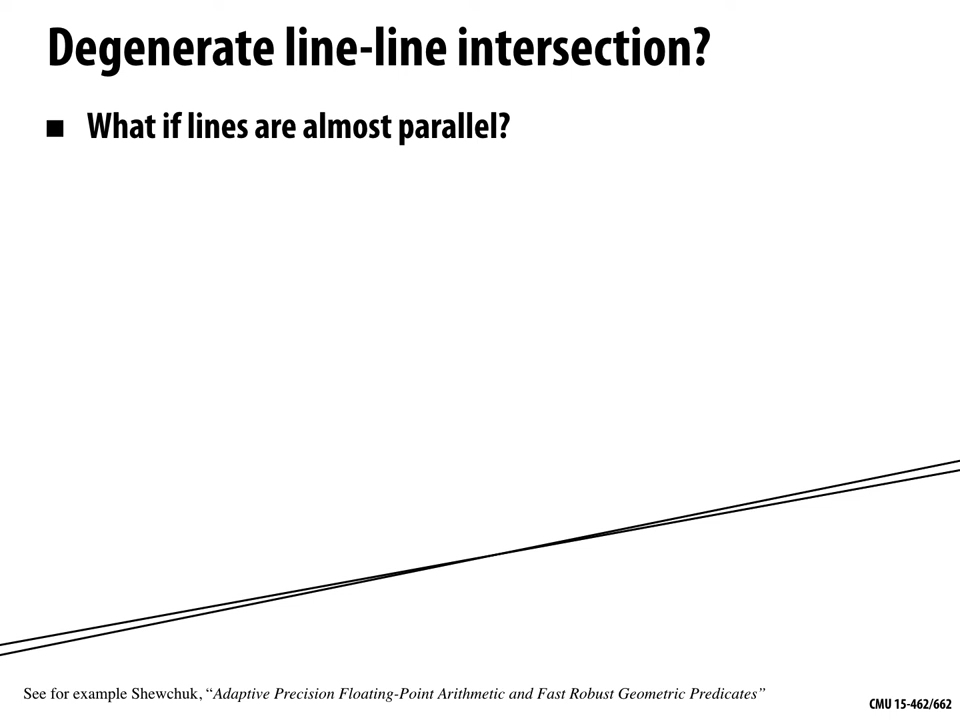 Degenerate line-line intersection?
■ What if lines are almost parallel?
See for example Shewchuk, “Adaptive Precision Floating-Point Arithmetic and Fast Robust Geometric Predicates”
CMU 15-462/662